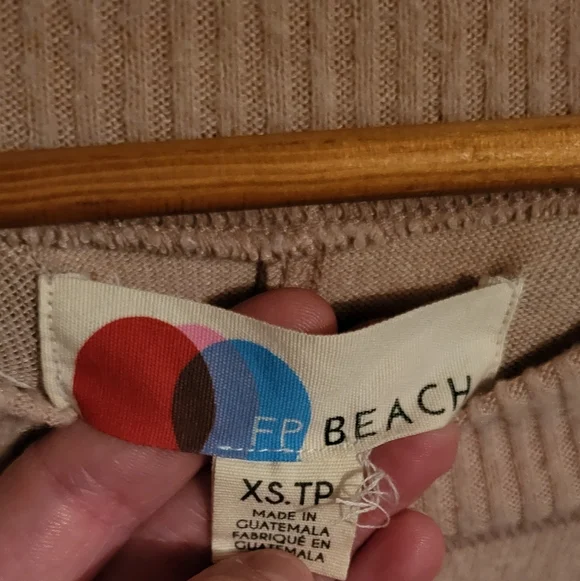 FP BEACH
XS.TP
MADE IN
GUATEMALA
FABRIQUÉ EN
GUATEMALA